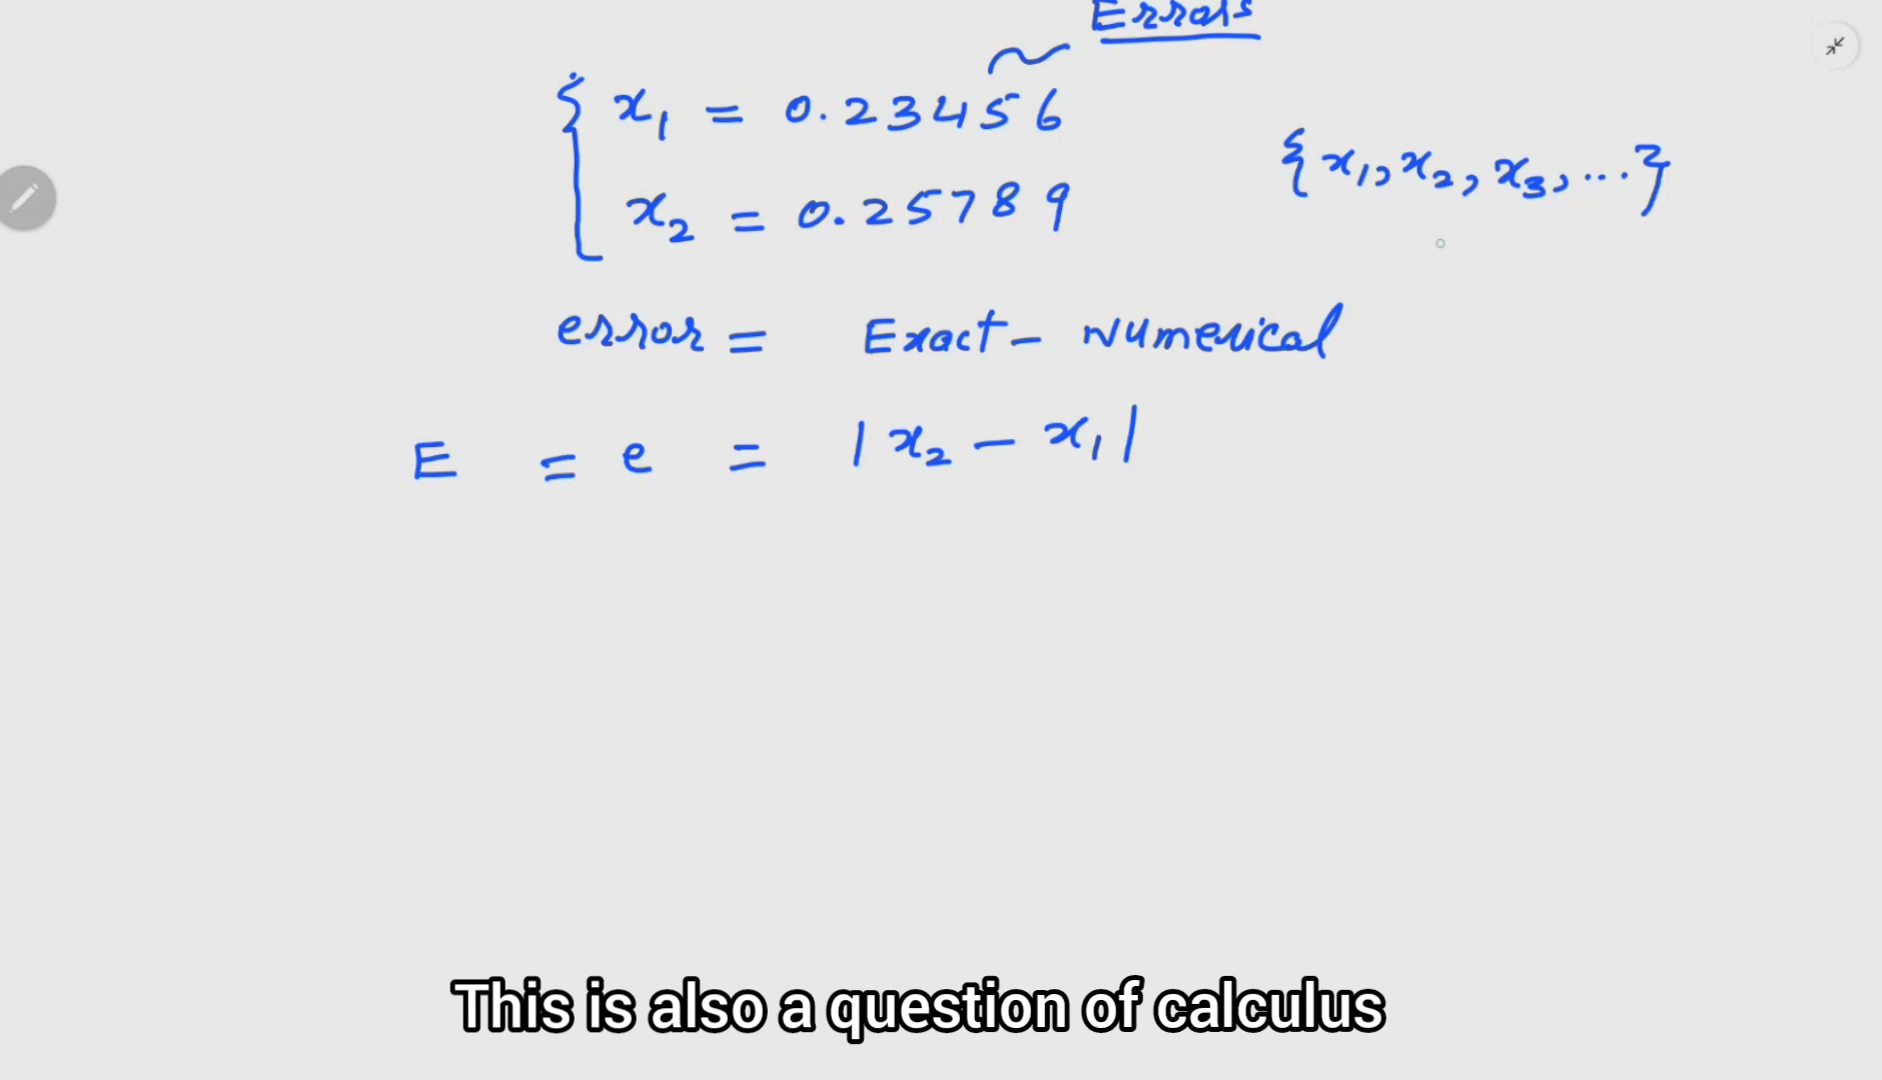 Errors
x₁ = 0.23456
x₂ = 0.25789
{x₁, x₂, x₃, ...}
error = Exact - Numerical
E = e = |x₂ - x₁|
This is also a question of calculus